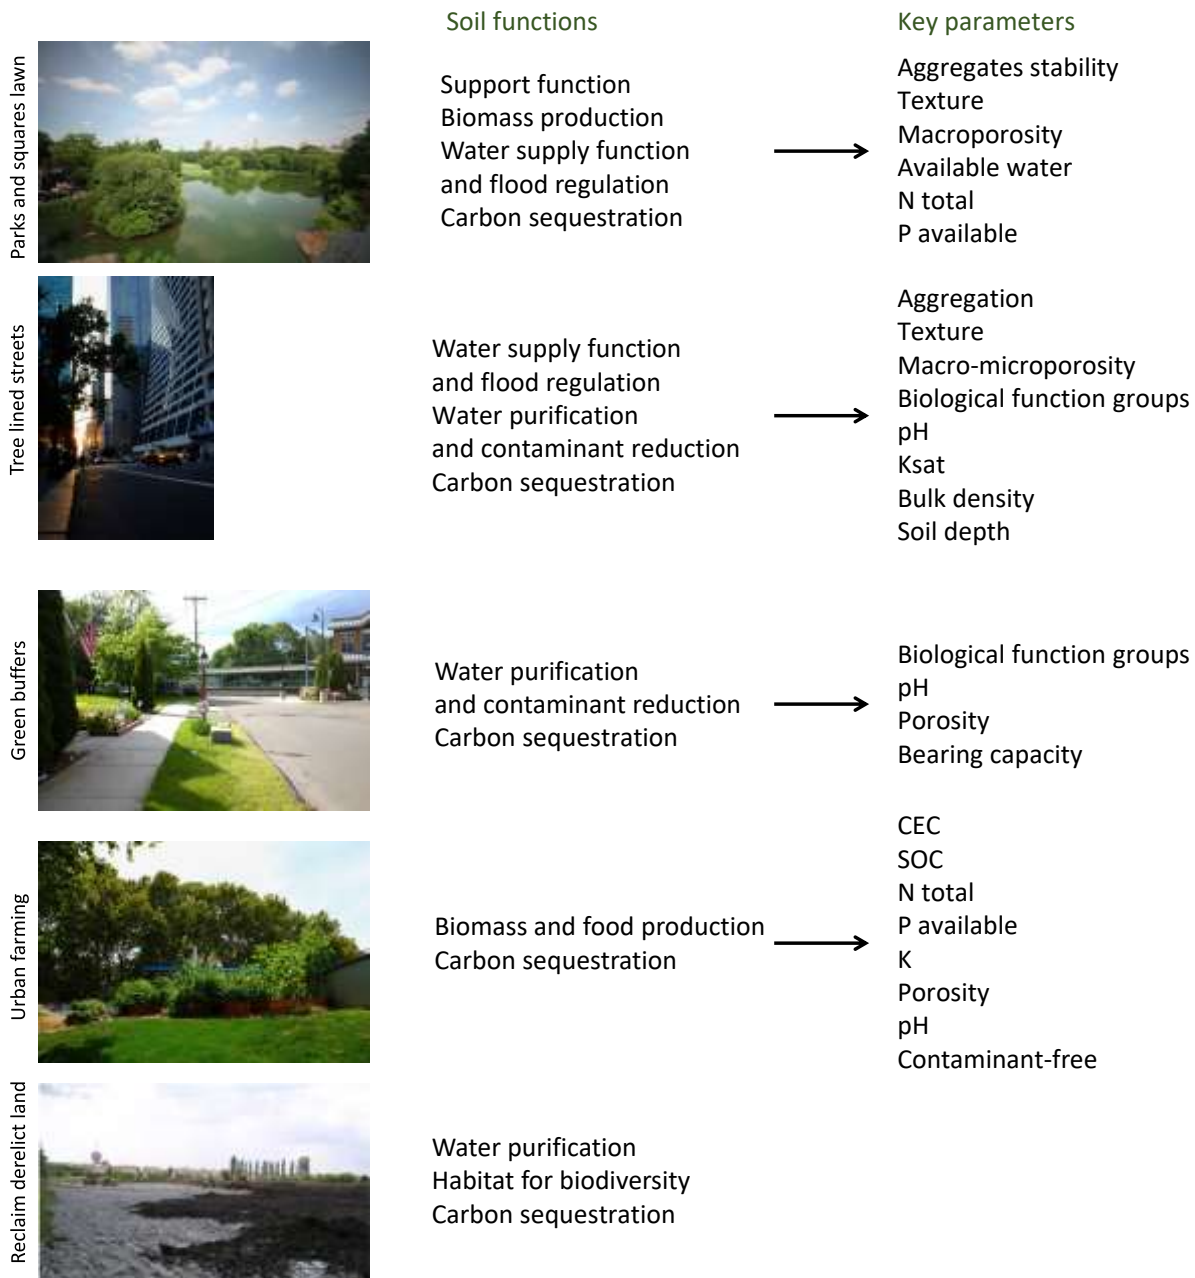 Soil functions
Key parameters
Parks and squares lawn
Support function
Biomass production
Water supply function
and flood regulation
Carbon sequestration
Aggregates stability
Texture
Macroporosity
Available water
N total
P available
Tree lined streets
Water supply function
and flood regulation
Water purification
and contaminant reduction
Carbon sequestration
Aggregation
Texture
Macro-microporosity
Biological function groups
pH
Ksat
Bulk density
Soil depth
Green buffers
Water purification
and contaminant reduction
Carbon sequestration
Biological function groups
pH
Porosity
Bearing capacity
Urban farming
Biomass and food production
Carbon sequestration
CEC
SOC
N total
P available
K
Porosity
pH
Contaminant-free
Reclaim derelict land
Water purification
Habitat for biodiversity
Carbon sequestration